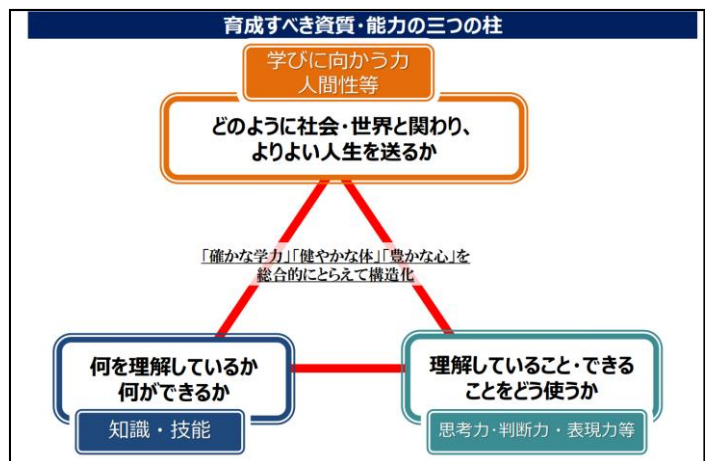 育成すべき資質・能力の三つの柱
学びに向かう力
人間性等
どのように社会・世界と関わり、
よりよい人生を送るか
「確かな学力」「健やかな体」「豊かな心」を
総合的にとらえて構造化
何を理解しているか
何ができるか
知識・技能
理解していること・できる
ことをどう使うか
思考力・判断力・表現力等